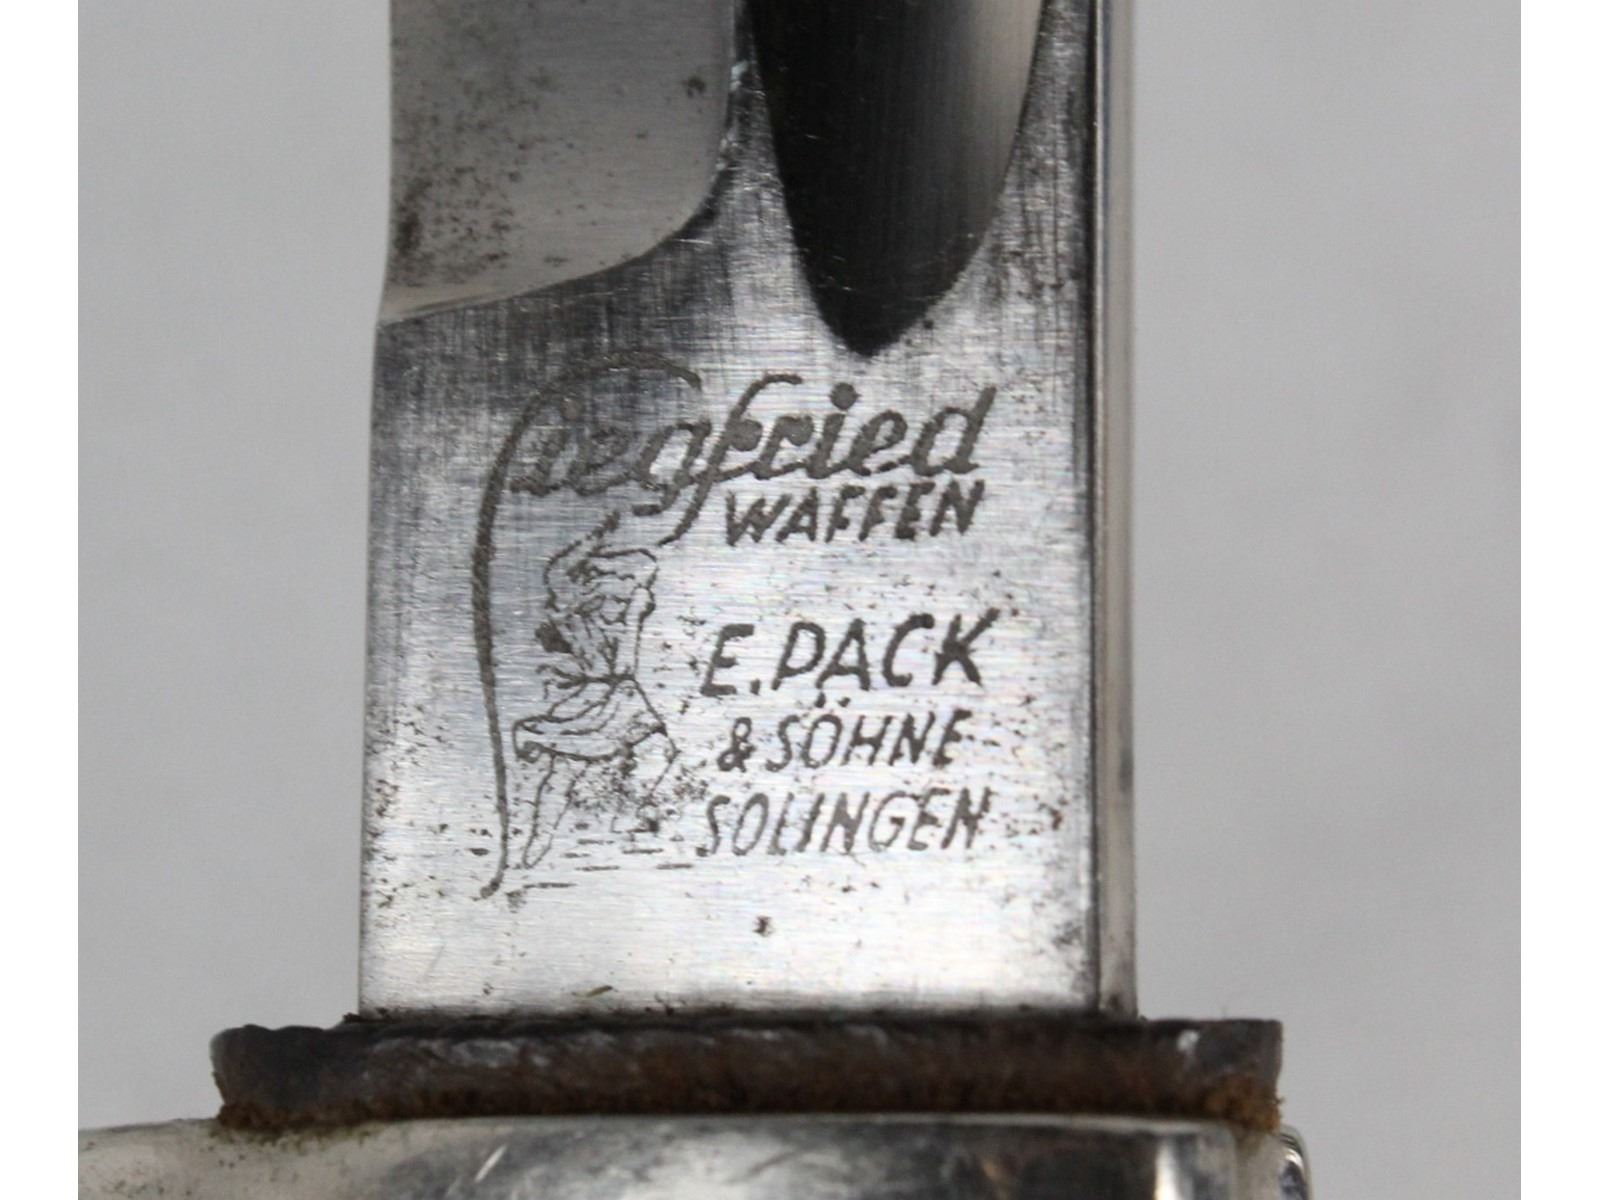 Siegfried
WAFFEN
E. PACK
& SÖHNE
SOLINGEN